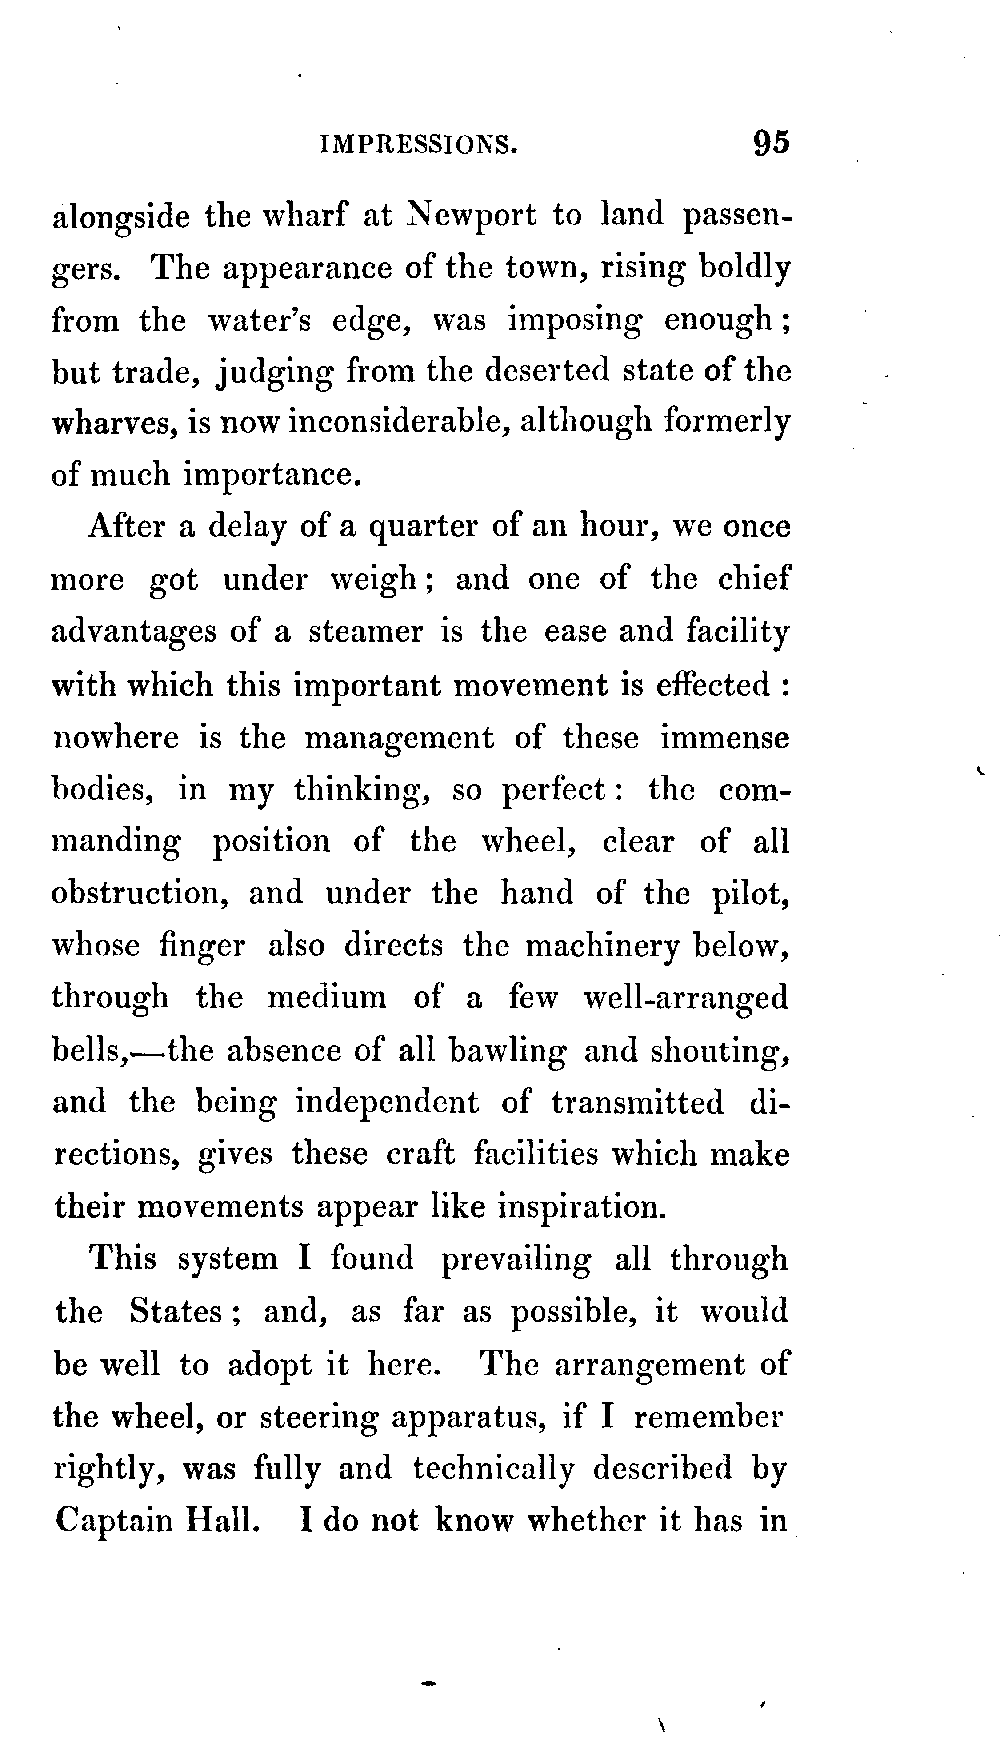 IMPRESSIONS. 95
alongside the wharf at Newport to land passen-
gers. The appearance of the town, rising boldly
from the water's edge, was imposing enough ;
but trade, judging from the deserted state of the
wharves, is now inconsiderable, although formerly
of much importance.
After a delay of a quarter of an hour, we once
more got under weigh ; and one of the chief
advantages of a steamer is the ease and facility
with which this important movement is effected :
nowhere is the management of these immense
bodies, in my thinking, so perfect : the com-
manding position of the wheel, clear of all
obstruction, and under the hand of the pilot,
whose finger also directs the machinery below,
through the medium of a few well-arranged
bells,—the absence of all bawling and shouting,
and the being independent of transmitted di-
rections, gives these craft facilities which make
their movements appear like inspiration.
This system I found prevailing all through
the States ; and, as far as possible, it would
be well to adopt it here. The arrangement of
the wheel, or steering apparatus, if I remember
rightly, was fully and technically described by
Captain Hall. I do not know whether it has in